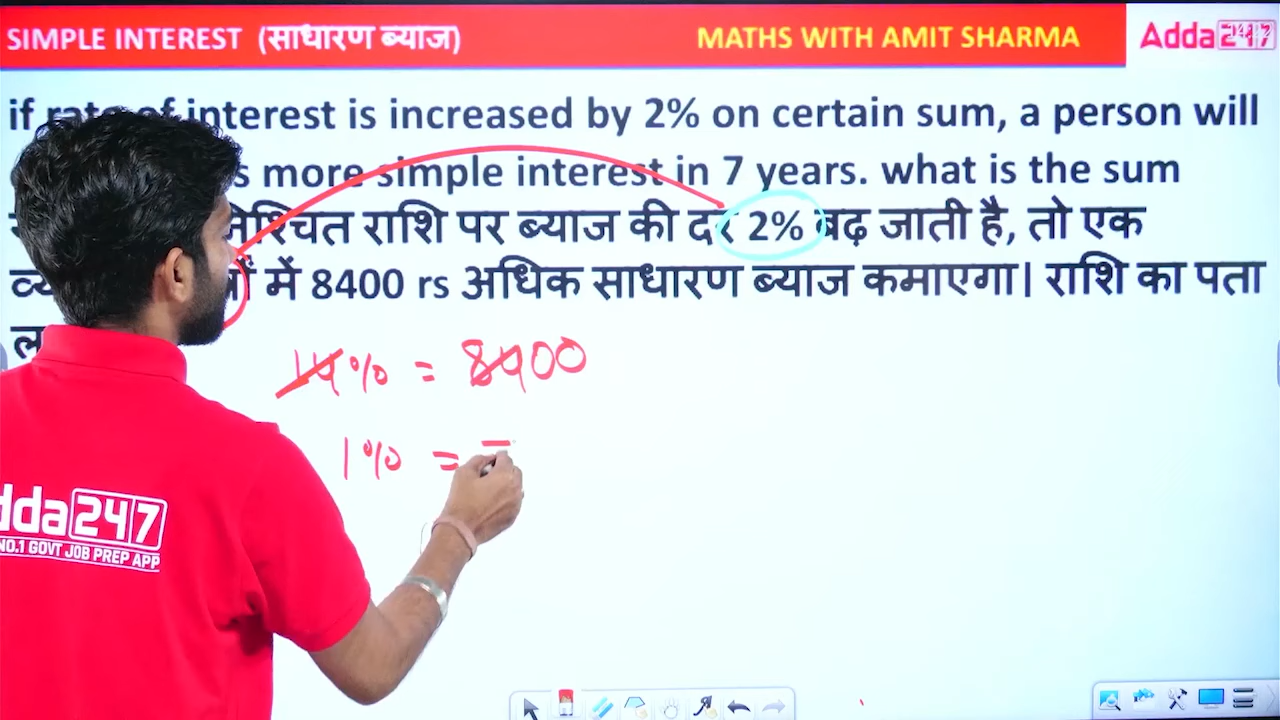 SIMPLE INTEREST (साधारण ब्याज)
MATHS WITH AMIT SHARMA
Adda247
if rate of interest is increased by 2% on certain sum, a person will
more simple interest in 7 years. what is the sum
राशि पर ब्याज की दर 2% बढ़ जाती है, तो एक
में 8400 rs अधिक साधारण ब्याज कमाएगा| राशि का पता
14% = 8400
1% =
dda247
NO.1 GOVT JOB PREP APP